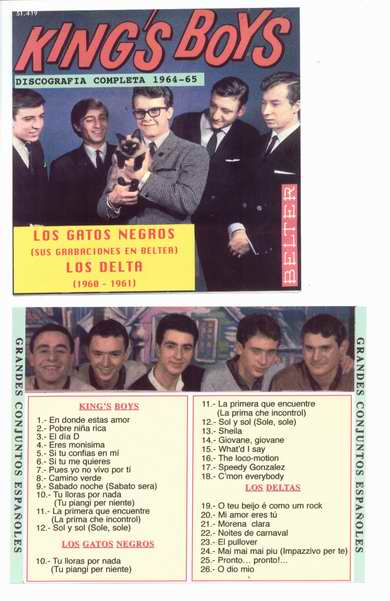 51.419
KING'S BOYS
DISCOGRAFIA COMPLETA 1964-65
LOS GATOS NEGROS
(SUS GRABACIONES EN BELTER)
LOS DELTA
(1960 - 1961)
BELTER
GRANDES CONJUNTOS ESPAÑOLES
KING'S BOYS
1.- En donde estas amor
2.- Pobre niña rica
3.- El día D
4.- Eres monisima
5.- Si tu confias en mí
6.- Si tu me quieres
7.- Pues yo no vivo por tí
8.- Camino verde
9.- Sabado noche (Sabato sera)
10.- Tu lloras por nada
(Tu piangi per niente)
11.- La primera que encuentre
(La prima che incontrol)
12.- Sol y sol (Sole, sole)
LOS GATOS NEGROS
10.- Tu lloras por nada
(Tu piangi per niente)
11.- La primera que encuentre
(La prima che incontrol)
12.- Sol y sol (Sole, sole)
13.- Sheila
14.- Giovane, giovane
15.- What'd I say
16.- The loco-motion
17.- Speedy Gonzalez
18.- C'mon everybody
LOS DELTAS
19.- O teu beijo é como um rock
20.- Mi amor eres tú
21.- Morena clara
22.- Noites de carnaval
23.- El pullover
24.- Mai mai mai piu (Impazzivo per te)
25.- Pronto... pronto!...
26.- O dio mio
GRANDES CONJUNTOS ESPAÑOLES